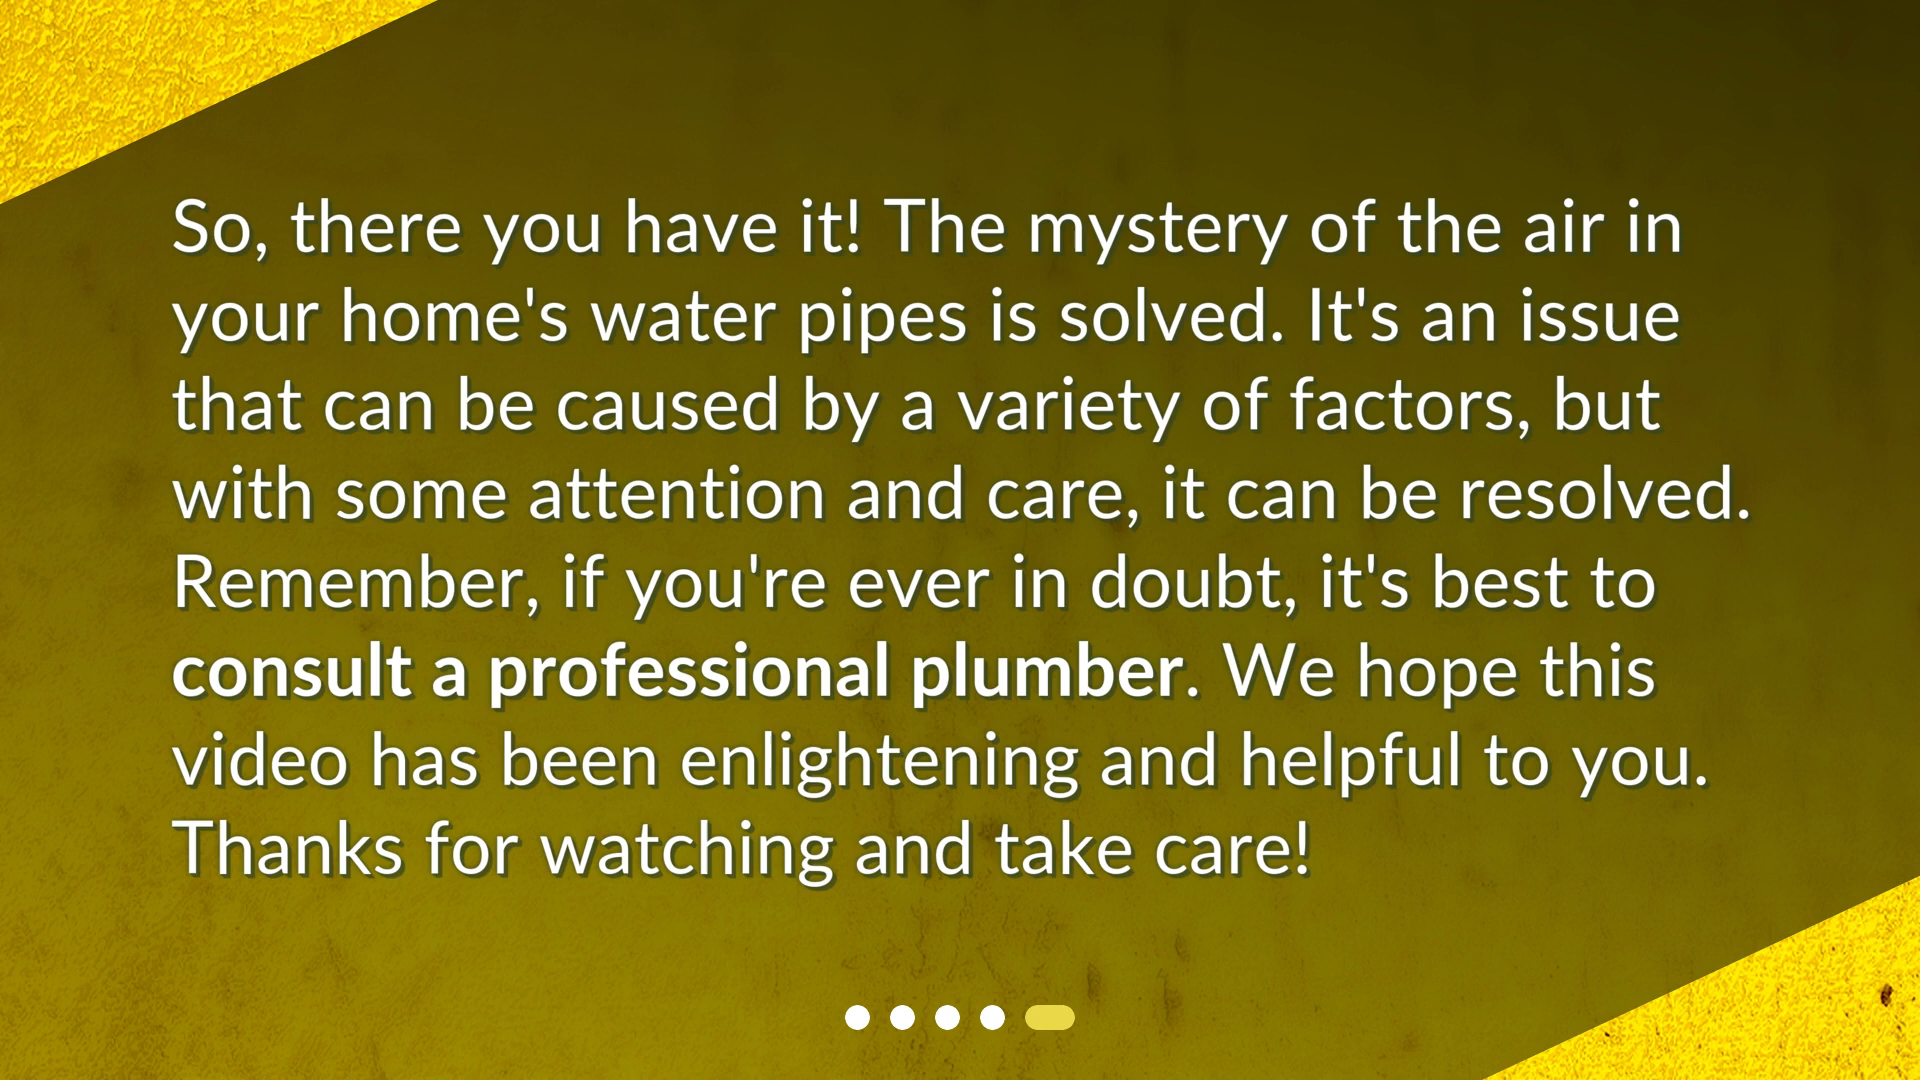 So, there you have it! The mystery of the air in
your home's water pipes is solved. It's an issue
that can be caused by a variety of factors, but
with some attention and care, it can be resolved.
Remember, if you're ever in doubt, it's best to
consult a professional plumber. We hope this
video has been enlightening and helpful to you.
Thanks for watching and take care!